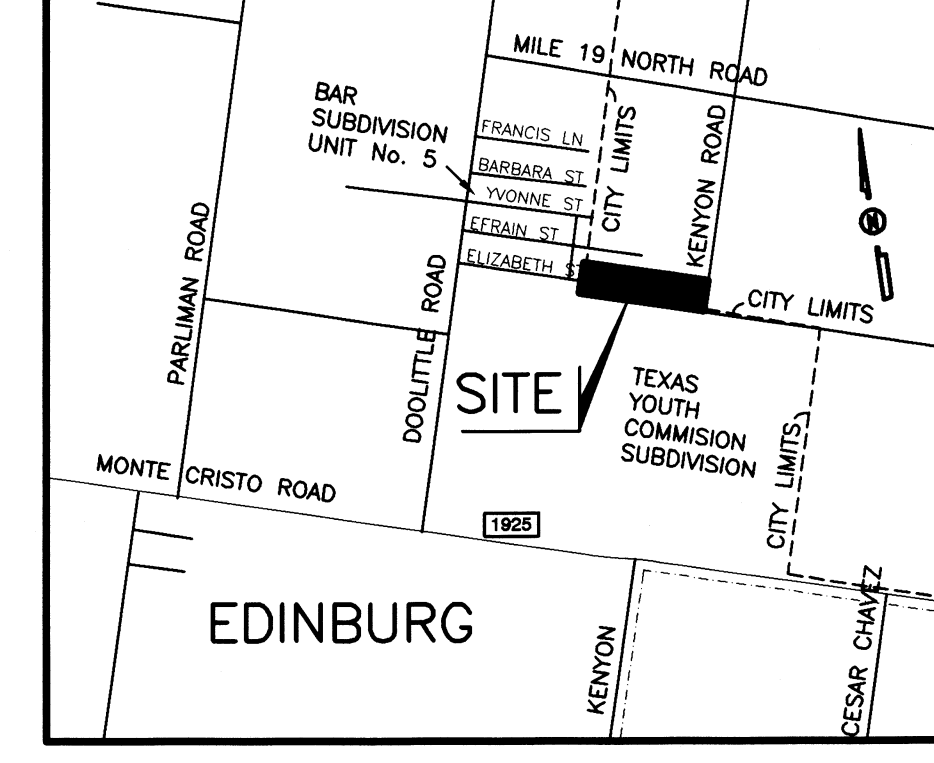 MILE 19 NORTH ROAD
BAR
SUBDIVISION
UNIT No. 5
FRANCIS LN
BARBARA ST
YVONNE ST
EFRAIN ST
ELIZABETH ST
CITY LIMITS
KENYON ROAD
N
PARLIMAN ROAD
DOOLITTLE ROAD
CITY LIMITS
SITE
TEXAS
YOUTH
COMMISION
SUBDIVISION
CITY LIMITS
MONTE CRISTO ROAD
1925
EDINBURG
KENYON
CESAR CHAVEZ